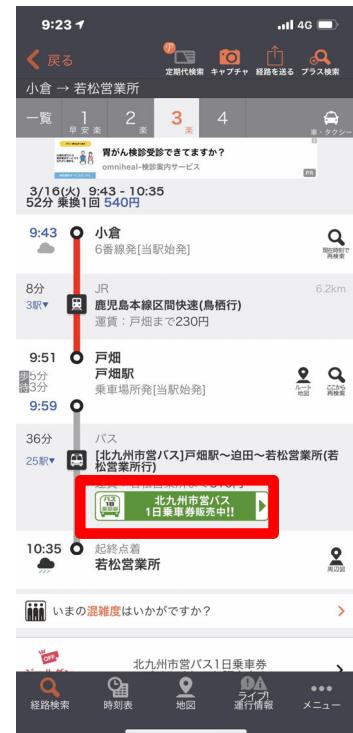 9:23
4G
戻る
定期代検索 キャプチャ 経路を送る プラス検索
小倉 → 若松営業所
一覧 1 早 安 楽 2 楽 3 楽 4 車・タクシー
胃がん検診受診できてますか?
omniheal-検診案内サービス
PR
3/16(火) 9:43 - 10:35
52分 乗換1回 540円
9:43 小倉
6番線発[当駅始発]
現在時刻で
再検索
8分 JR 6.2km
3駅▼ 鹿児島本線区間快速(鳥栖行)
運賃:戸畑まで230円
9:51 戸畑
歩5分 戸畑駅
待3分 乗車場所発[当駅始発]
ルート
地図
ここから
再検索
9:59
36分 バス
25駅▼ [北九州市営バス]戸畑駅〜迫田〜若松営業所(若
松営業所行)
バス
1日
乗車券
北九州市営バス
1日乗車券販売中!!
10:35 起終点着
若松営業所
周辺図
いまの混雑度はいかがですか?
OFF
北九州市営バス1日乗車券
経路検索 時刻表 地図 ライブ!
運行情報 メニュー